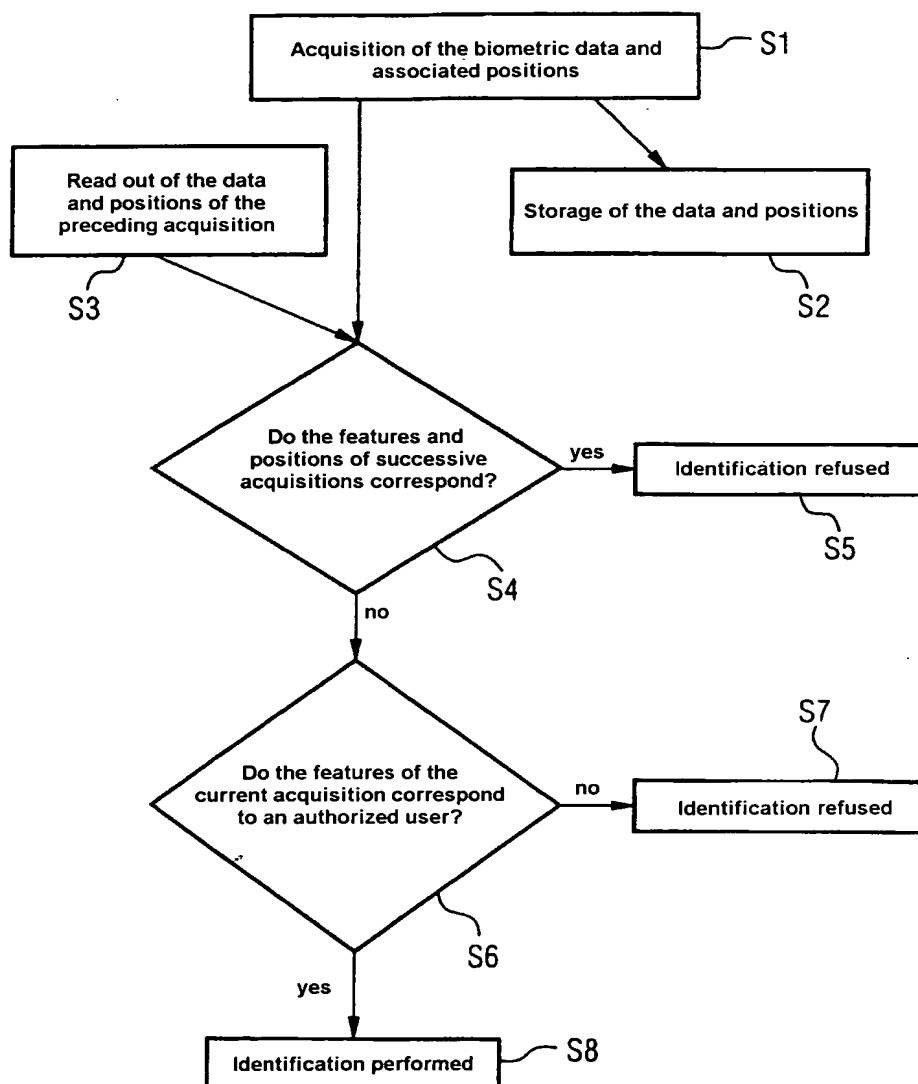 Acquisition of the biometric data and
associated positions
S1
Read out of the data
and positions of the
preceding acquisition
S3
Storage of the data and positions
S2
Do the features and
positions of successive
acquisitions correspond?
yes
Identification refused
S5
S4
no
Do the features of the
current acquisition correspond
to an authorized user?
no
S7
Identification refused
S6
yes
Identification performed
S8